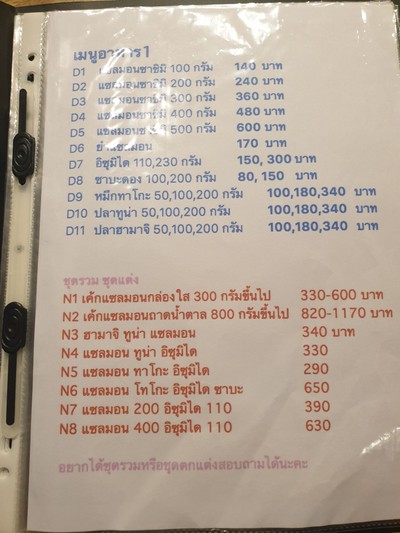 เมนูอาหาร1
D1 แซลมอนซาชิมิ 100 กรัม 140 บาท
D2 แซลมอนซาชิมิ 200 กรัม 240 บาท
D3 แซลมอนซาชิมิ 300 กรัม 360 บาท
D4 แซลมอนซาชิมิ 400 กรัม 480 บาท
D5 แซลมอนซาชิมิ 500 กรัม 600 บาท
D6 ยำแซลมอน 170 บาท
D7 อิซุมิได 110,230 กรัม 150, 300 บาท
D8 ซาบะดอง 100,200 กรัม 80, 150 บาท
D9 หมึกทาโกะ 50,100,200 กรัม 100,180,340 บาท
D10 ปลาทูน่า 50,100,200 กรัม 100,180,340 บาท
D11 ปลาฮามาจิ 50,100,200 กรัม 100,180,340 บาท
ชุดรวม ชุดแต่ง
N1 เค้กแซลมอนกล่องใส 300 กรัมขึ้นไป 330-600 บาท
N2 เค้กแซลมอนถาดน้ำตาล 800 กรัมขึ้นไป 820-1170 บาท
N3 ฮามาจิ ทูน่า แซลมอน 340 บาท
N4 แซลมอน ทูน่า อิซุมิได 330
N5 แซลมอน ทาโกะ อิซุมิได 290
N6 แซลมอน โทโกะ อิซุมิได ซาบะ 650
N7 แซลมอน 200 อิซุมิได 110 390
N8 แซลมอน 400 อิซุมิได 110 630
อยากได้ชุดรวมหรือชุดตกแต่งสอบถามได้นะคะ